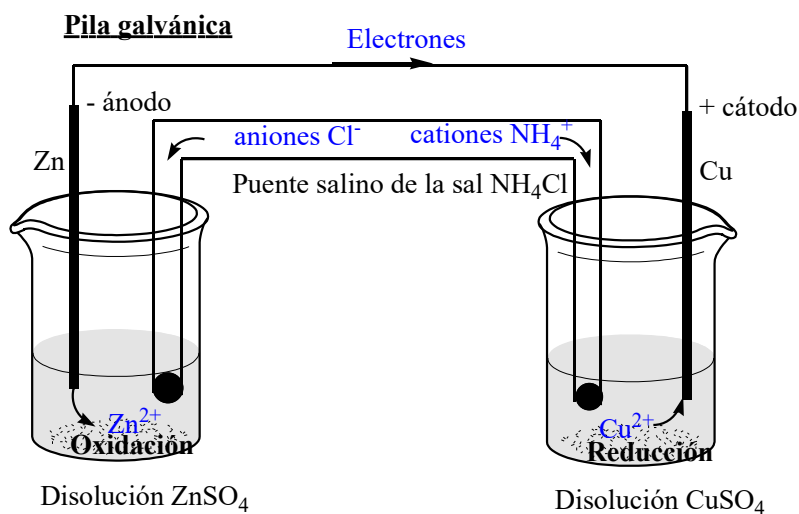 Pila galvánica
Electrones
- ánodo
+ cátodo
aniones Cl⁻
cationes NH₄⁺
Zn
Cu
Puente salino de la sal NH₄Cl
Zn²⁺
Oxidación
Cu²⁺
Reducción
Disolución ZnSO₄
Disolución CuSO₄